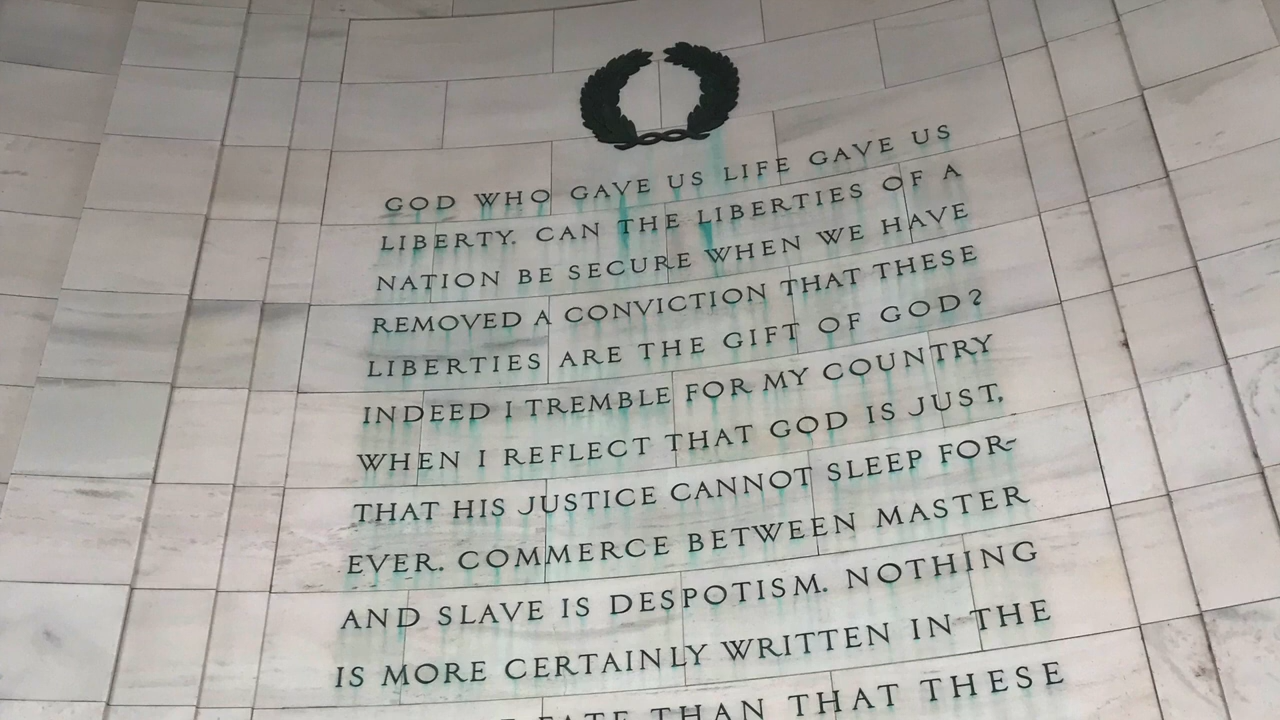 GOD WHO GAVE US LIFE GAVE US
LIBERTY. CAN THE LIBERTIES OF A
NATION BE SECURE WHEN WE HAVE
REMOVED A CONVICTION THAT THESE
LIBERTIES ARE THE GIFT OF GOD?
INDEED I TREMBLE FOR MY COUNTRY
WHEN I REFLECT THAT GOD IS JUST,
THAT HIS JUSTICE CANNOT SLEEP FOR-
EVER. COMMERCE BETWEEN MASTER
AND SLAVE IS DESPOTISM. NOTHING
IS MORE CERTAINLY WRITTEN IN THE
THAN THAT THESE